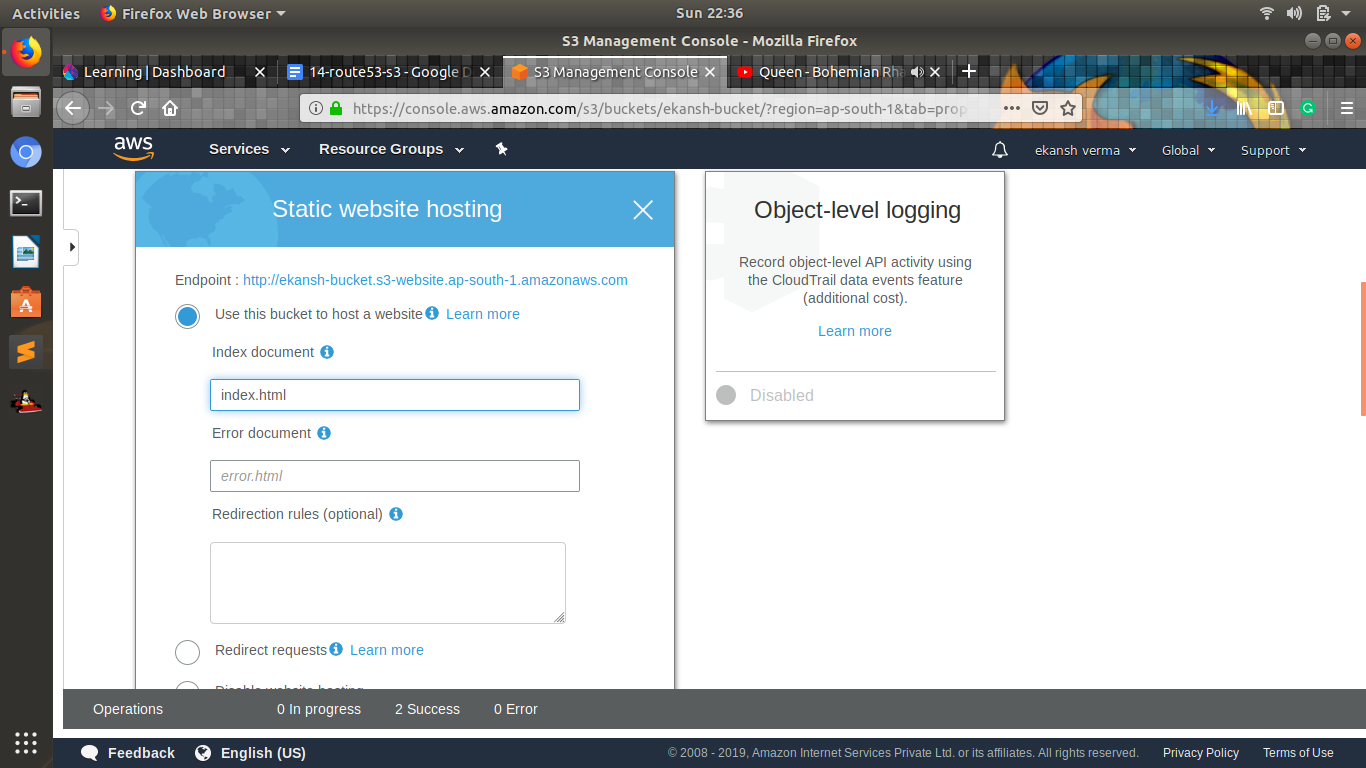 Activities
Firefox Web Browser
Sun 22:36
S3 Management Console - Mozilla Firefox
Learning | Dashboard
14-route53-s3 - Google D
S3 Management Console
Queen - Bohemian Rha
https://console.aws.amazon.com/s3/buckets/ekansh-bucket/?region=ap-south-1&tab=prop
aws
Services
Resource Groups
ekansh verma
Global
Support
Static website hosting
Endpoint : http://ekansh-bucket.s3-website.ap-south-1.amazonaws.com
Use this bucket to host a website
Learn more
Index document
index.html
Error document
error.html
Redirection rules (optional)
Redirect requests
Learn more
Disable website hosting
Object-level logging
Record object-level API activity using
the CloudTrail data events feature
(additional cost).
Learn more
Disabled
Operations
0 In progress
2 Success
0 Error
Feedback
English (US)
© 2008 - 2019, Amazon Internet Services Private Ltd. or its affiliates. All rights reserved.
Privacy Policy
Terms of Use